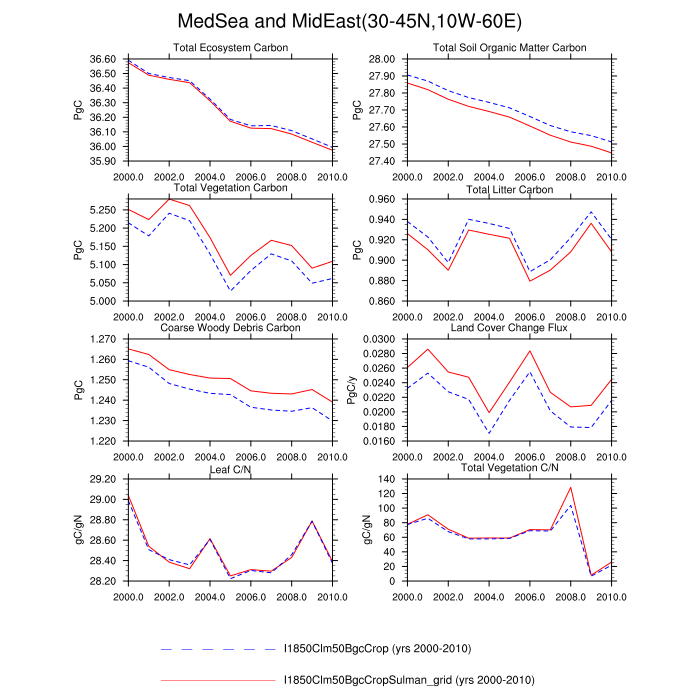 MedSea and MidEast(30-45N,10W-60E)
Total Ecosystem Carbon
Total Soil Organic Matter Carbon
36.60
36.50
36.40
36.30
36.20
36.10
36.00
35.90
PgC
2000.0 2002.0 2004.0 2006.0 2008.0 2010.0
28.00
27.90
27.80
27.70
27.60
27.50
27.40
PgC
2000.0 2002.0 2004.0 2006.0 2008.0 2010.0
Total Vegetation Carbon
Total Litter Carbon
5.250
5.200
5.150
5.100
5.050
5.000
PgC
2000.0 2002.0 2004.0 2006.0 2008.0 2010.0
0.960
0.940
0.920
0.900
0.880
0.860
PgC
2000.0 2002.0 2004.0 2006.0 2008.0 2010.0
Coarse Woody Debris Carbon
Land Cover Change Flux
1.270
1.260
1.250
1.240
1.230
1.220
PgC
2000.0 2002.0 2004.0 2006.0 2008.0 2010.0
0.0300
0.0280
0.0260
0.0240
0.0220
0.0200
0.0180
0.0160
PgC/y
2000.0 2002.0 2004.0 2006.0 2008.0 2010.0
Leaf C/N
Total Vegetation C/N
29.20
29.00
28.80
28.60
28.40
28.20
gC/gN
2000.0 2002.0 2004.0 2006.0 2008.0 2010.0
140
120
100
80
60
40
20
0
gC/gN
2000.0 2002.0 2004.0 2006.0 2008.0 2010.0
I1850Clm50BgcCrop (yrs 2000-2010)
I1850Clm50BgcCropSulman_grid (yrs 2000-2010)